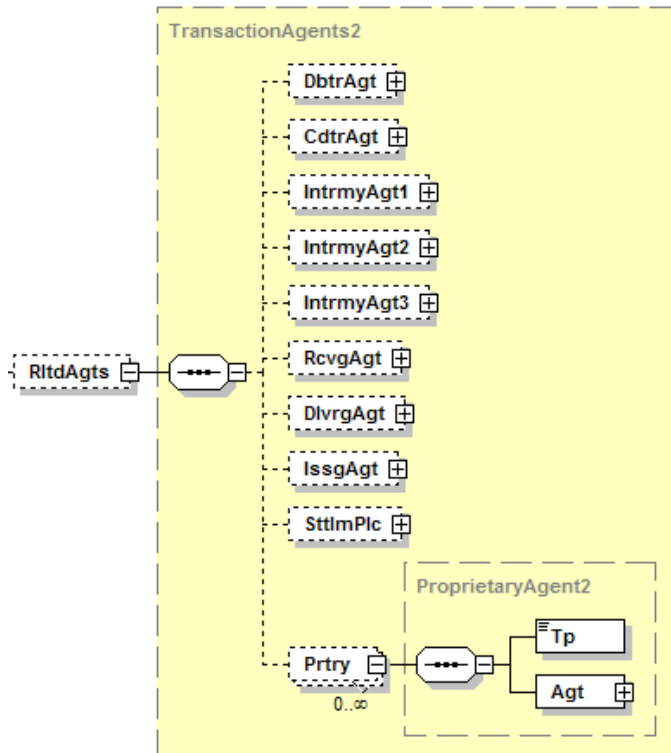 TransactionAgents2
DbtrAgt
CdtrAgt
IntrmyAgt1
IntrmyAgt2
IntrmyAgt3
RltdAgts
RcvgAgt
DlvrgAgt
IssgAgt
SttlmPlc
ProprietaryAgent2
Tp
Prtry
0..∞
Agt